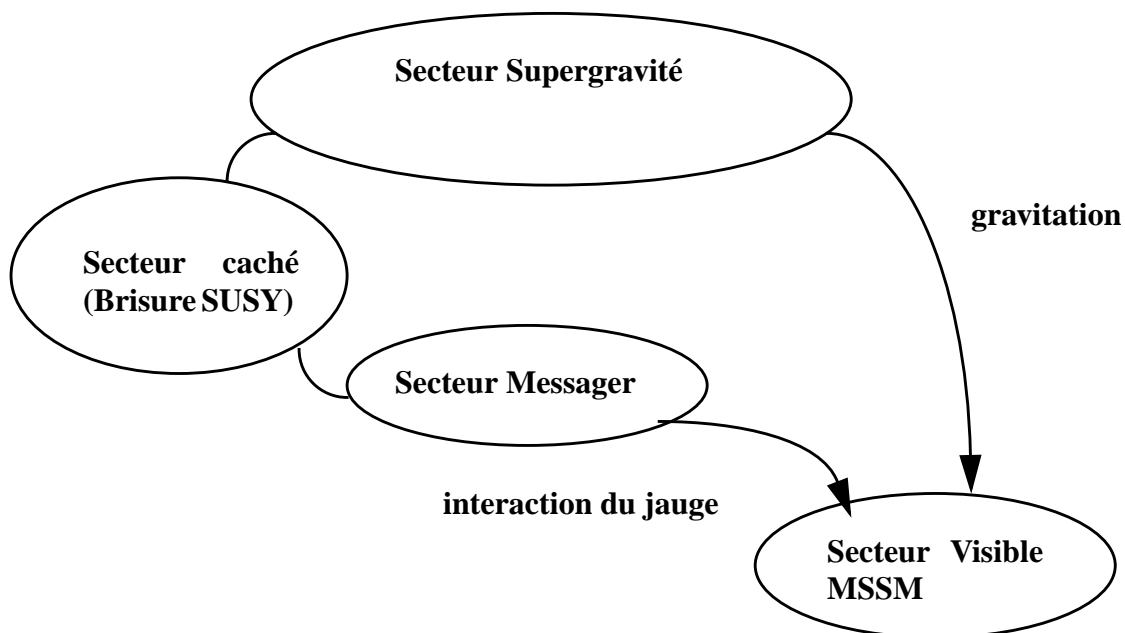 Secteur Supergravité
gravitation
Secteur caché
(Brisure SUSY)
Secteur Messager
interaction du jauge
Secteur Visible
MSSM